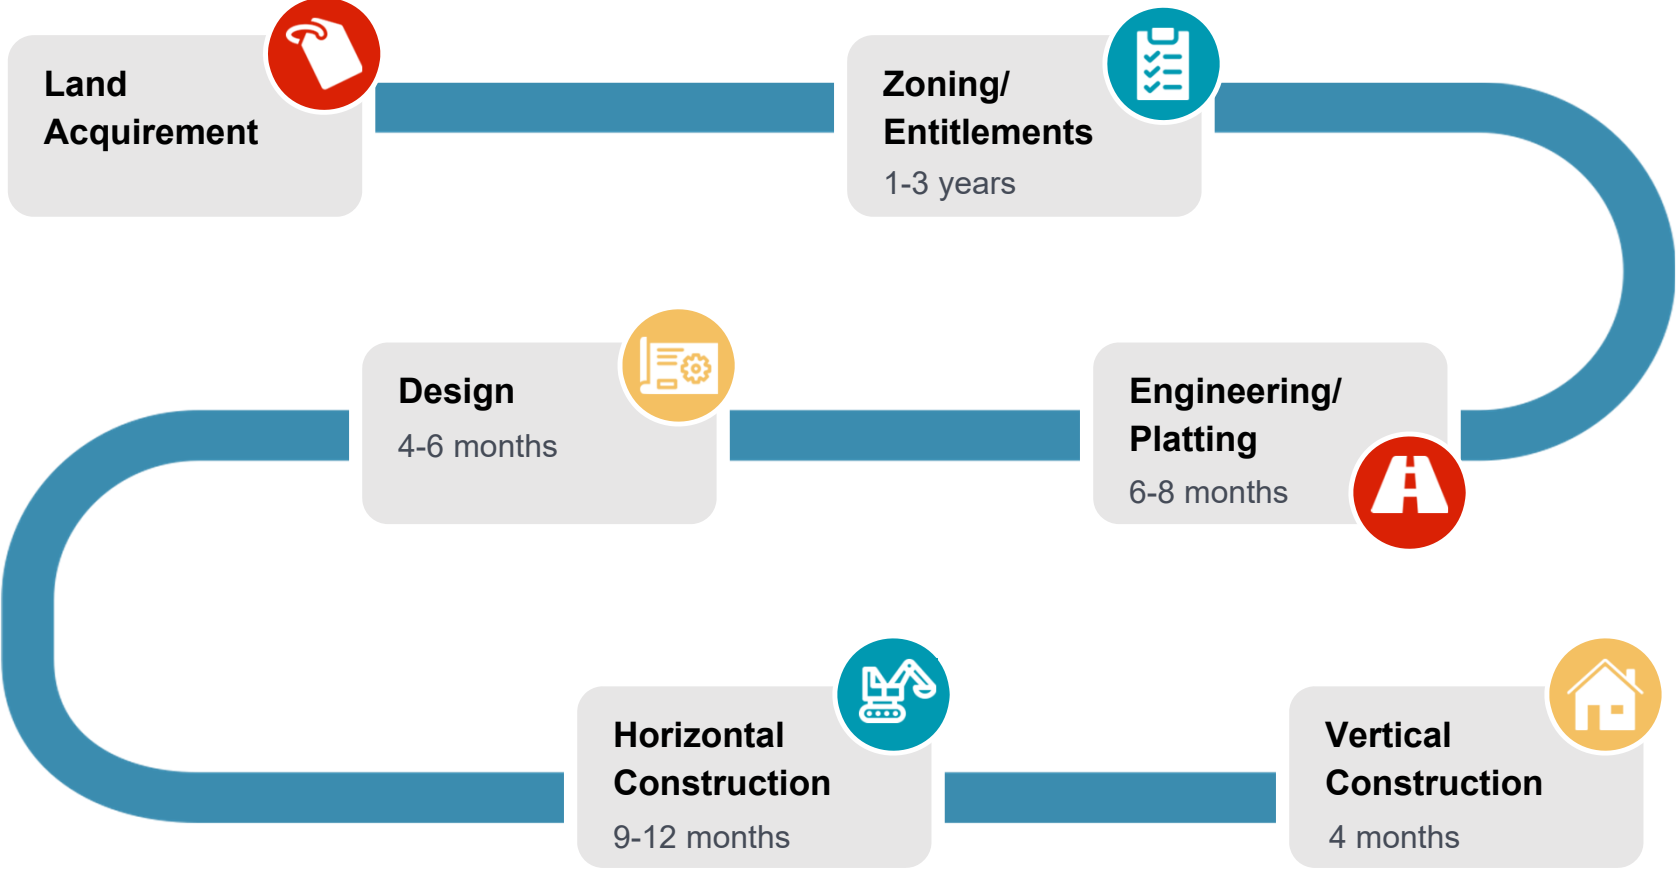 Land
Acquirement
Zoning/
Entitlements
1-3 years
Design
4-6 months
Engineering/
Platting
6-8 months
Horizontal
Construction
9-12 months
Vertical
Construction
4 months